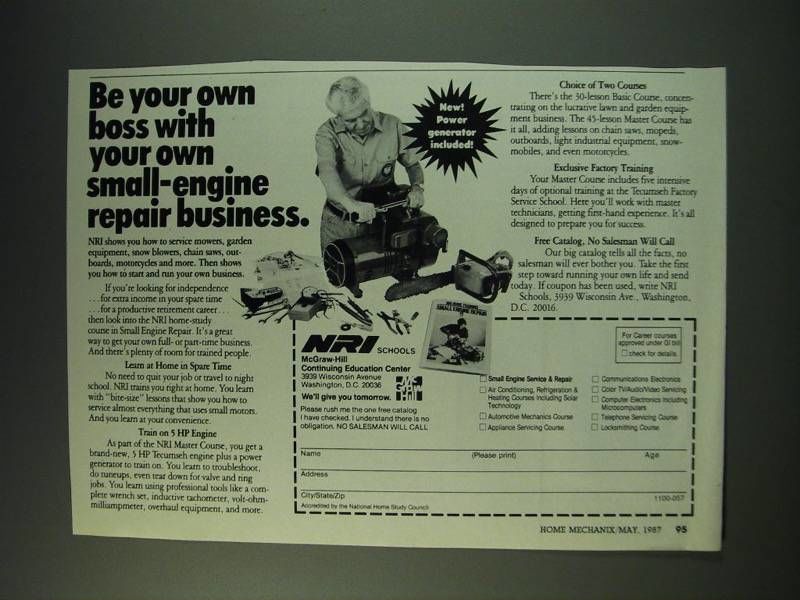 Be your own
boss with
your own
small-engine
repair business.
NRI shows you how to service mowers, garden
equipment, snow blowers, chain saws, out-
boards, motorcycles and more. Then shows
you how to start and run your own business.
If you're looking for independence
. . . for extra income in your spare time
. . . for a productive retirement career . . .
then look into the NRI home-study
course in Small Engine Repair. It's a great
way to get your own full- or part-time business.
And there's plenty of room for trained people.
Learn at Home in Spare Time
No need to quit your job or travel to night
school. NRI trains you right at home. You learn
with "bite-size" lessons that show you how to
service almost everything that uses small motors.
And you learn at your convenience.
Train on 5 HP Engine
As part of the NRI Master Course, you get a
brand-new, 5 HP Tecumseh engine plus a power
generator to train on. You learn to troubleshoot,
do tuneups, even tear down for valve and ring
jobs. You learn using professional tools like a com-
plete wrench set, inductive tachometer, volt-ohm-
milliampmeter, overhaul equipment, and more.
New!
Power
generator
included!
Choice of Two Courses
There's the 30-lesson Basic Course, concen-
trating on the lucrative lawn and garden equip-
ment business. The 45-lesson Master Course has
it all, adding lessons on chain saws, mopeds,
outboards, light industrial equipment, snow-
mobiles, and even motorcycles.
Exclusive Factory Training
Your Master Course includes five intensive
days of optional training at the Tecumseh Factory
Service School. Here you'll work with master
technicians, getting first-hand experience. It's all
designed to prepare you for success.
Free Catalog, No Salesman Will Call
Our big catalog tells all the facts, no
salesman will ever bother you. Take the first
step toward running your own life and send
today. If coupon has been used, write NRI
Schools, 3939 Wisconsin Ave., Washington,
D.C. 20016.
SMALL ENGINE REPAIR
NRI SCHOOLS
McGraw-Hill
Continuing Education Center
3939 Wisconsin Avenue
Washington, D.C. 20036
We'll give you tomorrow.
Please rush me the one free catalog
I have checked. I understand there is no
obligation. NO SALESMAN WILL CALL
For Career courses
approved under GI bill
check for details.
Small Engine Service & Repair
Air Conditioning, Refrigeration &
Heating Courses Including Solar
Technology
Automotive Mechanics Course
Appliance Servicing Course
Communications Electronics
Color TV/Audio/Video Servicing
Computer Electronics Including
Microcomputers
Telephone Servicing Course
Locksmithing Course
Name (Please print) Age
Address
City/State/Zip 1100-057
Accredited by the National Home Study Council
HOME MECHANIX/MAY, 1987 95